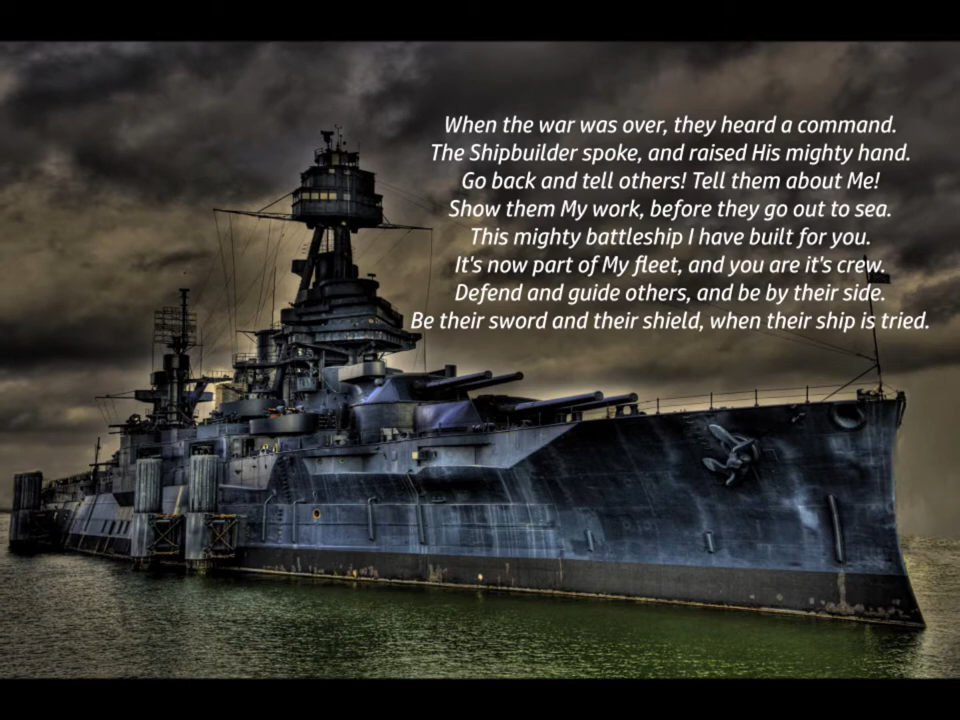 When the war was over, they heard a command.
The Shipbuilder spoke, and raised His mighty hand.
Go back and tell others! Tell them about Me!
Show them My work, before they go out to sea.
This mighty battleship I have built for you.
It's now part of My fleet, and you are it's crew.
Defend and guide others, and be by their side.
Be their sword and their shield, when their ship is tried.